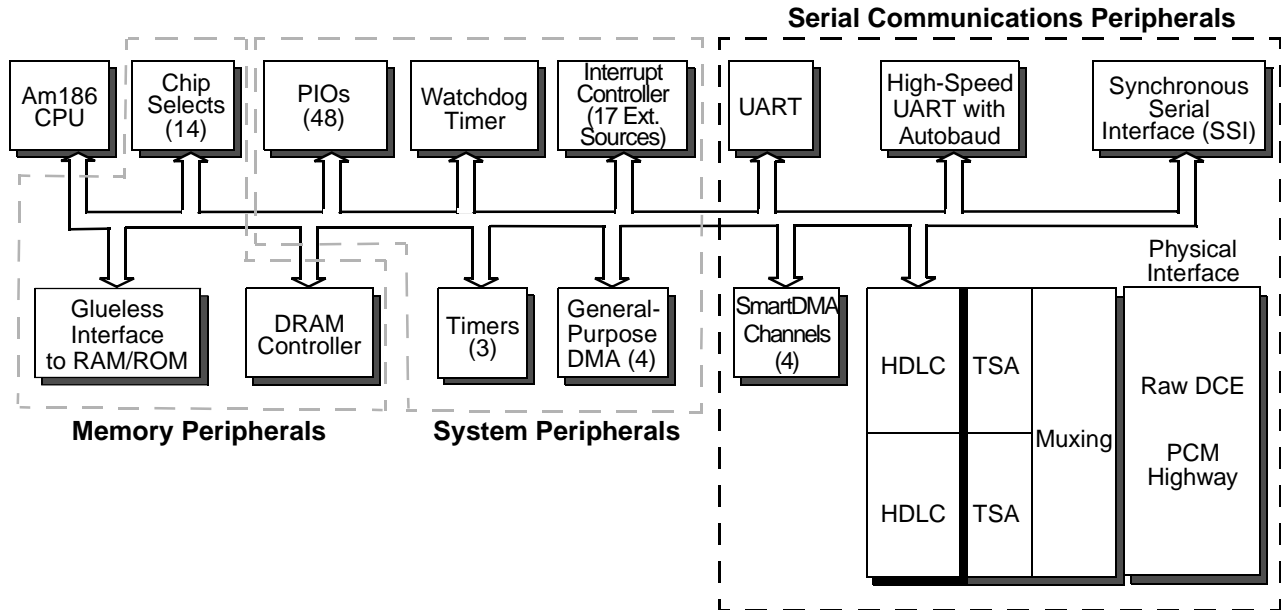 Serial Communications Peripherals
Am186
CPU
Chip
Selects
(14)
PIOs
(48)
Watchdog
Timer
Interrupt
Controller
(17 Ext.
Sources)
UART
High-Speed
UART with
Autobaud
Synchronous
Serial
Interface (SSI)
Glueless
Interface
to RAM/ROM
DRAM
Controller
Timers
(3)
General-
Purpose
DMA (4)
SmartDMA
Channels
(4)
HDLC
TSA
HDLC
TSA
Muxing
Physical
Interface
Raw DCE
PCM
Highway
Memory Peripherals
System Peripherals